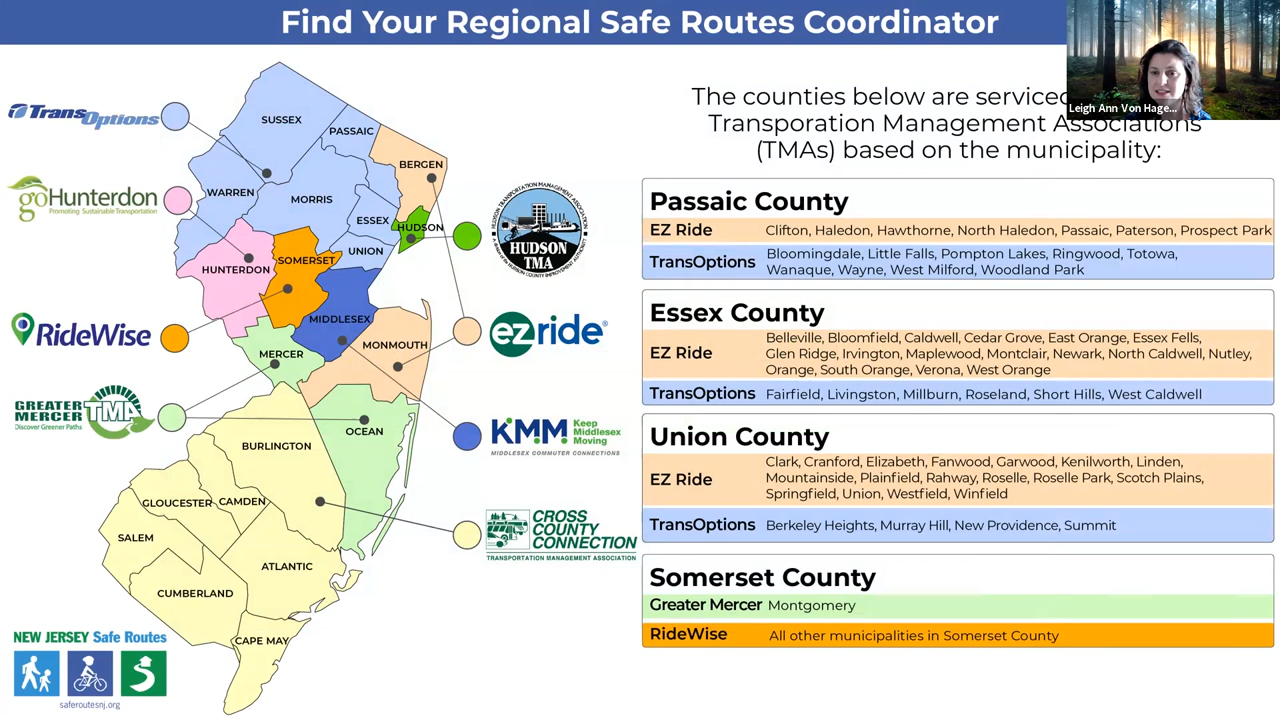 Find Your Regional Safe Routes Coordinator
Leigh Ann Von Hage...
TransOptions
goHunterdon
Promoting Sustainable Transportation
RideWise
GREATER
MERCER TMA
Discover Greener Paths
SUSSEX
PASSAIC
BERGEN
WARREN
MORRIS
ESSEX
HUDSON
UNION
HUNTERDON
SOMERSET
MIDDLESEX
MONMOUTH
MERCER
OCEAN
BURLINGTON
GLOUCESTER
CAMDEN
SALEM
ATLANTIC
CUMBERLAND
CAPE MAY
HUDSON TRANSPORTATION MANAGEMENT ASSOCIATION
HUDSON
TMA
ezride
KMM Keep
Middlesex
Moving
MIDDLESEX COMMUTER CONNECTIONS
CROSS
COUNTY
CONNECTION
TRANSPORTATION MANAGEMENT ASSOCIATION
NEW JERSEY Safe Routes
saferoutesnj.org
The counties below are serviced
Transporation Management Associations
(TMAs) based on the municipality:
Passaic County
EZ Ride Clifton, Haledon, Hawthorne, North Haledon, Passaic, Paterson, Prospect Park
TransOptions Bloomingdale, Little Falls, Pompton Lakes, Ringwood, Totowa,
Wanaque, Wayne, West Milford, Woodland Park
Essex County
EZ Ride Belleville, Bloomfield, Caldwell, Cedar Grove, East Orange, Essex Fells,
Glen Ridge, Irvington, Maplewood, Montclair, Newark, North Caldwell, Nutley,
Orange, South Orange, Verona, West Orange
TransOptions Fairfield, Livingston, Millburn, Roseland, Short Hills, West Caldwell
Union County
EZ Ride Clark, Cranford, Elizabeth, Fanwood, Garwood, Kenilworth, Linden,
Mountainside, Plainfield, Rahway, Roselle, Roselle Park, Scotch Plains,
Springfield, Union, Westfield, Winfield
TransOptions Berkeley Heights, Murray Hill, New Providence, Summit
Somerset County
Greater Mercer Montgomery
RideWise All other municipalities in Somerset County